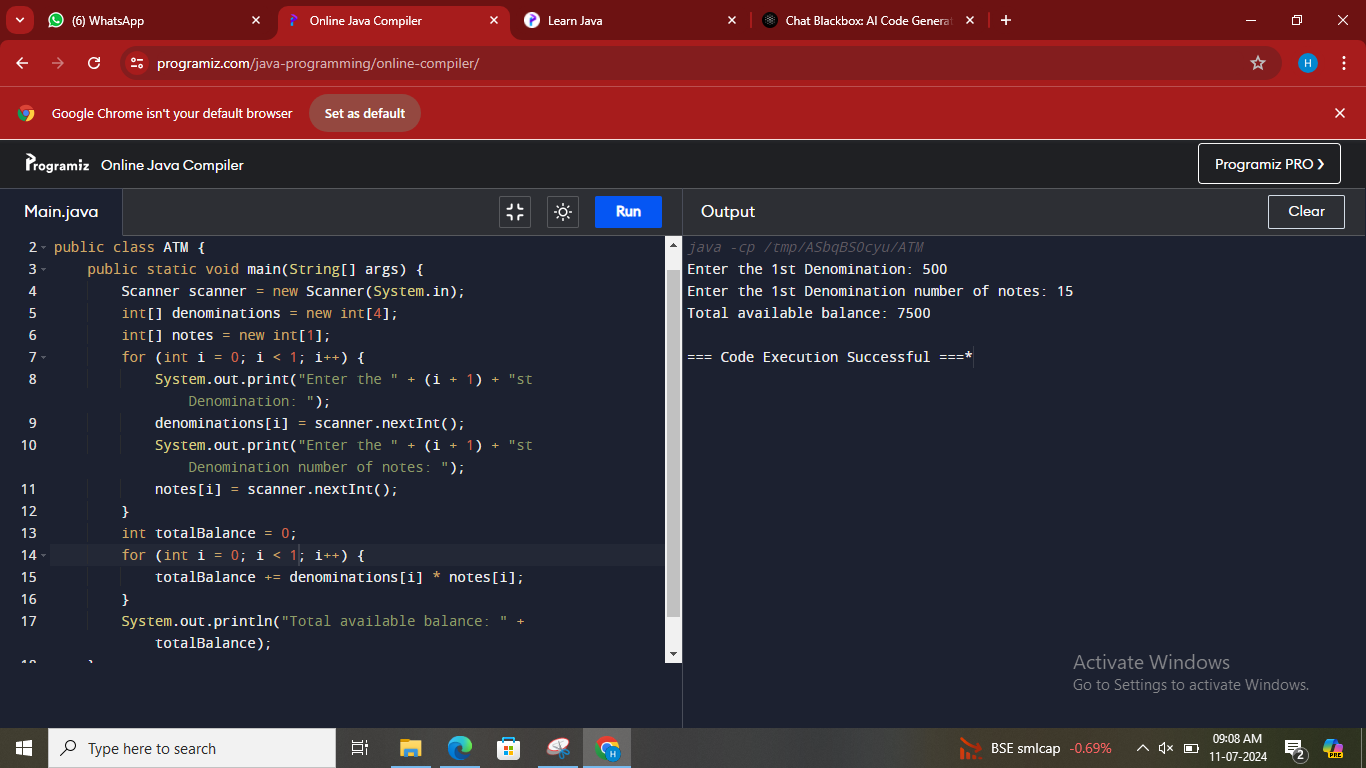 (6) WhatsApp
Online Java Compiler
Learn Java
Chat Blackbox: AI Code Generat
programiz.com/java-programming/online-compiler/
H
Google Chrome isn't your default browser
Set as default
Programiz Online Java Compiler
Programiz PRO ❯
Main.java
Run
Output
Clear
2 public class ATM {
3     public static void main(String[] args) {
4         Scanner scanner = new Scanner(System.in);
5         int[] denominations = new int[4];
6         int[] notes = new int[1];
7         for (int i = 0; i < 1; i++) {
8             System.out.print("Enter the " + (i + 1) + "st
Denomination: ");
9             denominations[i] = scanner.nextInt();
10             System.out.print("Enter the " + (i + 1) + "st
Denomination number of notes: ");
11             notes[i] = scanner.nextInt();
12         }
13         int totalBalance = 0;
14         for (int i = 0; i < 1; i++) {
15             totalBalance += denominations[i] * notes[i];
16         }
17         System.out.println("Total available balance: " +
totalBalance);
java -cp /tmp/ASbqBSOcyu/ATM
Enter the 1st Denomination: 500
Enter the 1st Denomination number of notes: 15
Total available balance: 7500
=== Code Execution Successful ===*
Activate Windows
Go to Settings to activate Windows.
Type here to search
H
BSE smlcap -0.69%
09:08 AM
11-07-2024
2
PRE